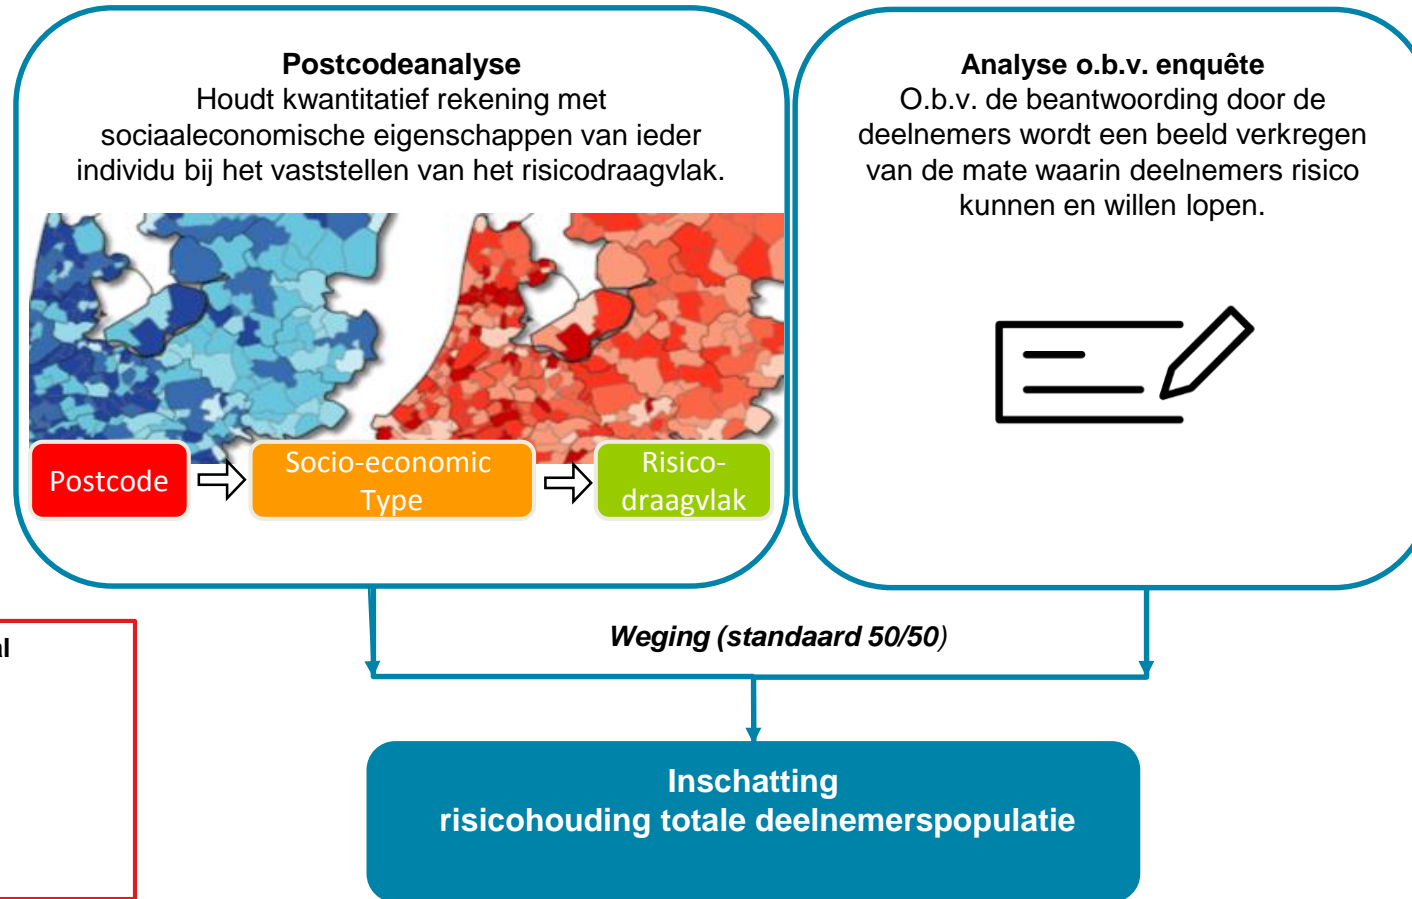 Postcodeanalyse
Houdt kwantitatief rekening met
sociaaleconomische eigenschappen van ieder
individu bij het vaststellen van het risicodraagvlak.
Postcode
Socio-economic
Type
Risico-
draagvlak
Analyse o.b.v. enquête
O.b.v. de beantwoording door de
deelnemers wordt een beeld verkregen
van de mate waarin deelnemers risico
kunnen en willen lopen.
al
Weging (standaard 50/50)
Inschatting
risicohouding totale deelnemerspopulatie